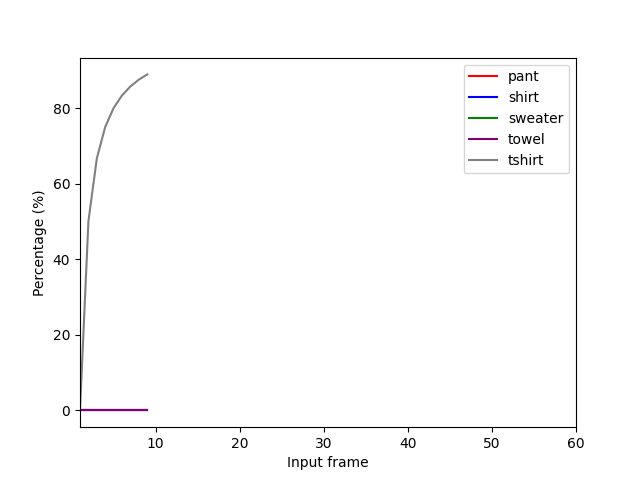 pant
shirt
sweater
towel
tshirt
Percentage (%)
80
60
40
20
0
10 20 30 40 50 60
Input frame